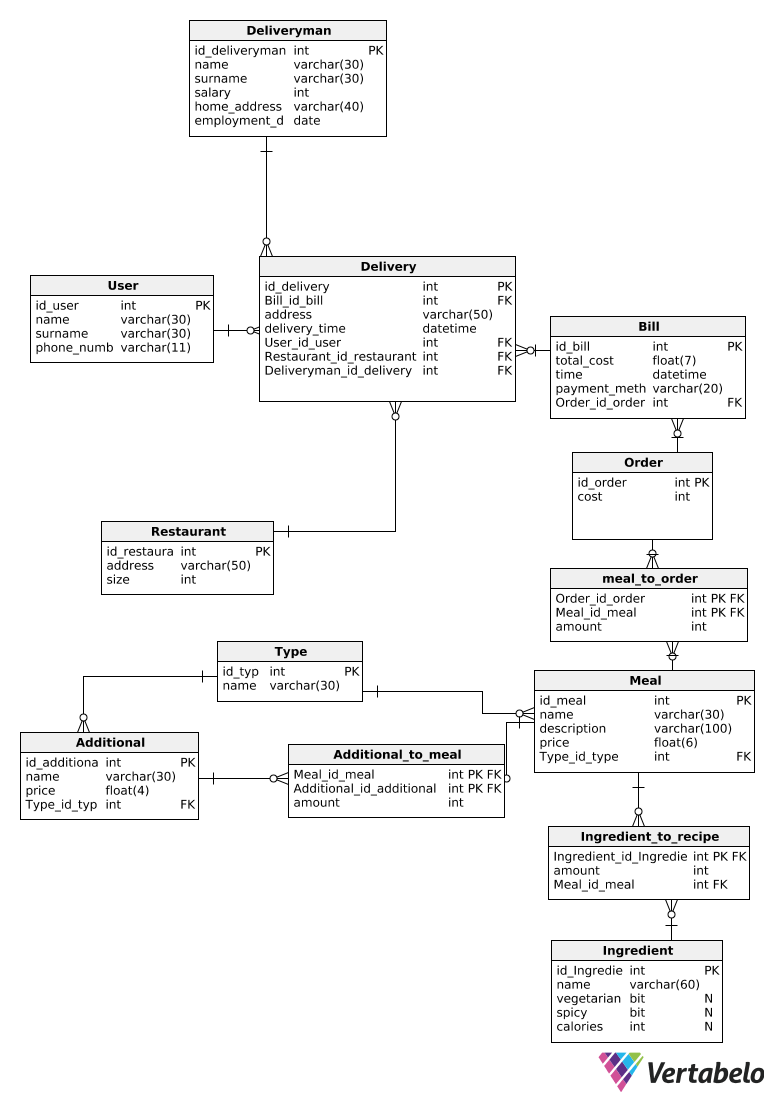 Deliveryman
id_deliveryman int PK
name varchar(30)
surname varchar(30)
salary int
home_address varchar(40)
employment_d date
Delivery
id_delivery int PK
Bill_id_bill int FK
address varchar(50)
delivery_time datetime
User_id_user int FK
Restaurant_id_restaurant int FK
Deliveryman_id_delivery int FK
User
id_user int PK
name varchar(30)
surname varchar(30)
phone_numb varchar(11)
Bill
id_bill int PK
total_cost float(7)
time datetime
payment_meth varchar(20)
Order_id_order int FK
Order
id_order int PK
cost int
Restaurant
id_restaura int PK
address varchar(50)
size int
meal_to_order
Order_id_order int PK FK
Meal_id_meal int PK FK
amount int
Type
id_typ int PK
name varchar(30)
Meal
id_meal int PK
name varchar(30)
description varchar(100)
price float(6)
Type_id_type int FK
Additional
id_additiona int PK
name varchar(30)
price float(4)
Type_id_typ int FK
Additional_to_meal
Meal_id_meal int PK FK
Additional_id_additional int PK FK
amount int
Ingredient_to_recipe
Ingredient_id_Ingredie int PK FK
amount int
Meal_id_meal int FK
Ingredient
id_Ingredie int PK
name varchar(60)
vegetarian bit N
spicy bit N
calories int N
Vertabelo